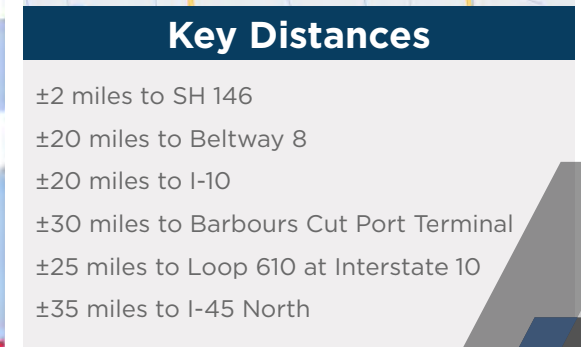 Key Distances
±2 miles to SH 146
±20 miles to Beltway 8
±20 miles to I-10
±30 miles to Barbours Cut Port Terminal
±25 miles to Loop 610 at Interstate 10
±35 miles to I-45 North